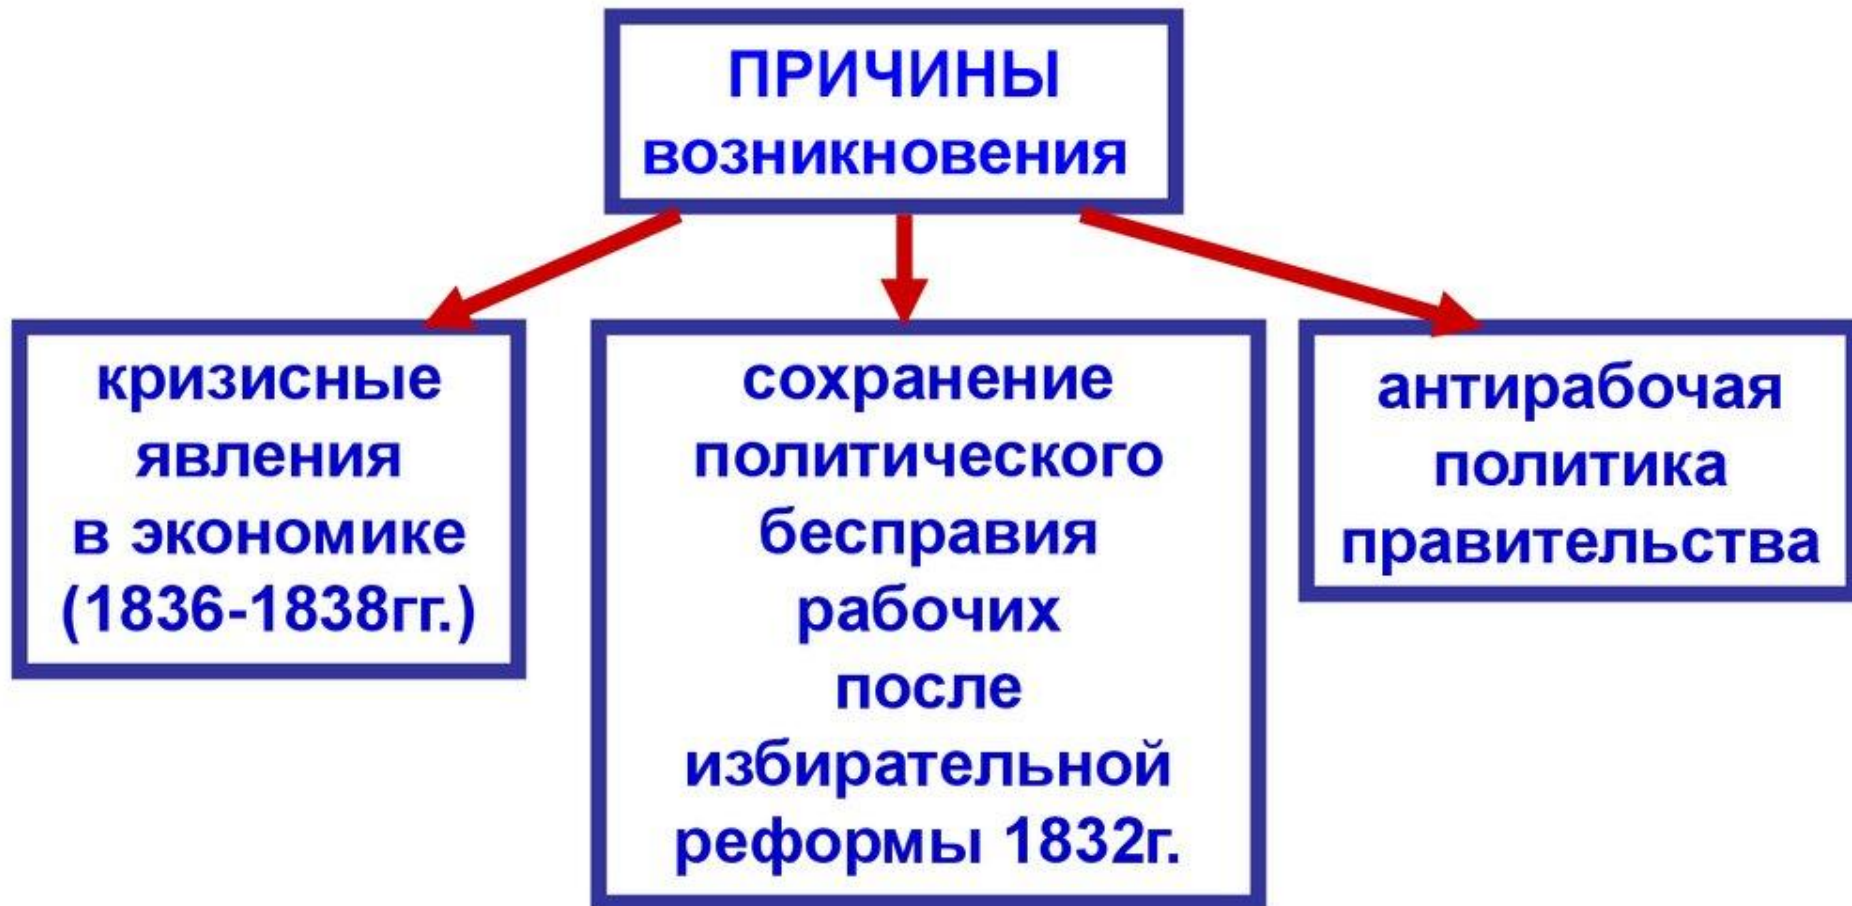 ПРИЧИНЫ
возникновения
кризисные
явления
в экономике
(1836-1838гг.)
сохранение
политического
бесправия
рабочих
после
избирательной
реформы 1832г.
антирабочая
политика
правительства